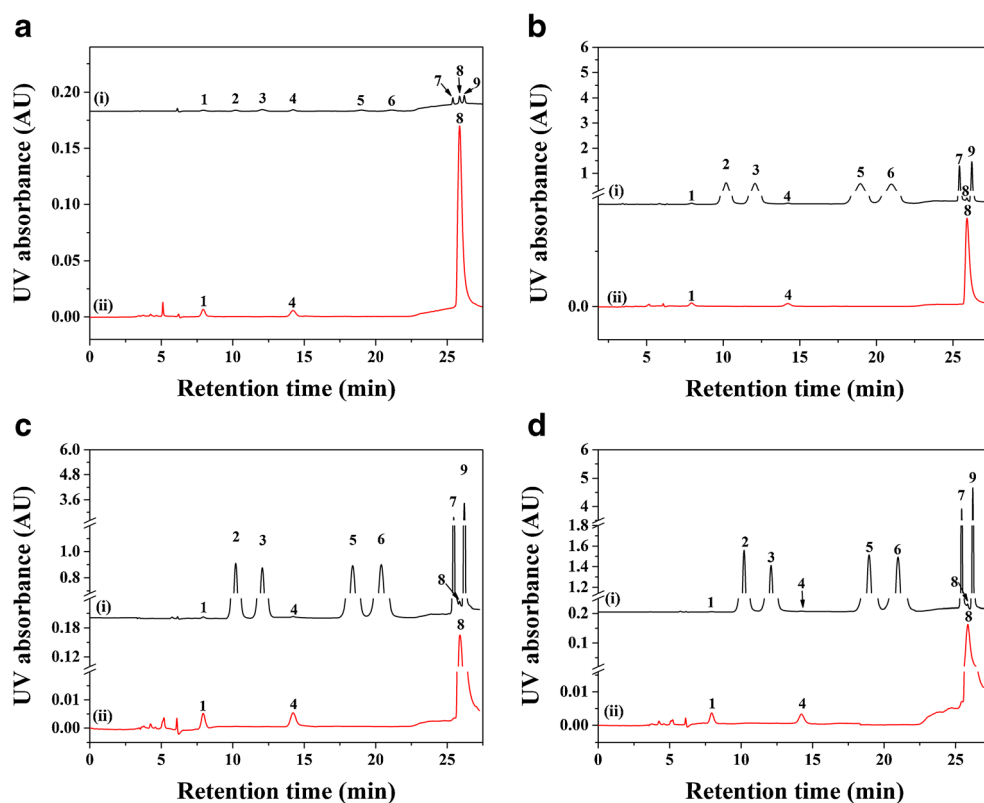 a
UV absorbance (AU)
0.20
0.15
0.10
0.05
0.00
(i)
1 2 3 4 5 6 7 8 9
(ii)
1 4 8
0 5 10 15 20 25
Retention time (min)
b
UV absorbance (AU)
6
5
4
3
2
1
0.0
(i)
1 2 3 4 5 6 7 8 9
(ii)
1 4 8
5 10 15 20 25
Retention time (min)
c
UV absorbance (AU)
6.0
4.8
3.6
1.0
0.8
0.18
0.12
0.01
0.00
(i)
1 2 3 4 5 6 7 8 9
(ii)
1 4 8
0 5 10 15 20 25
Retention time (min)
d
UV absorbance (AU)
6
5
4
3
1.8
1.6
1.4
1.2
0.2
0.1
0.01
0.00
(i)
1 2 3 4 5 6 7 8 9
(ii)
1 4 8
0 5 10 15 20 25
Retention time (min)